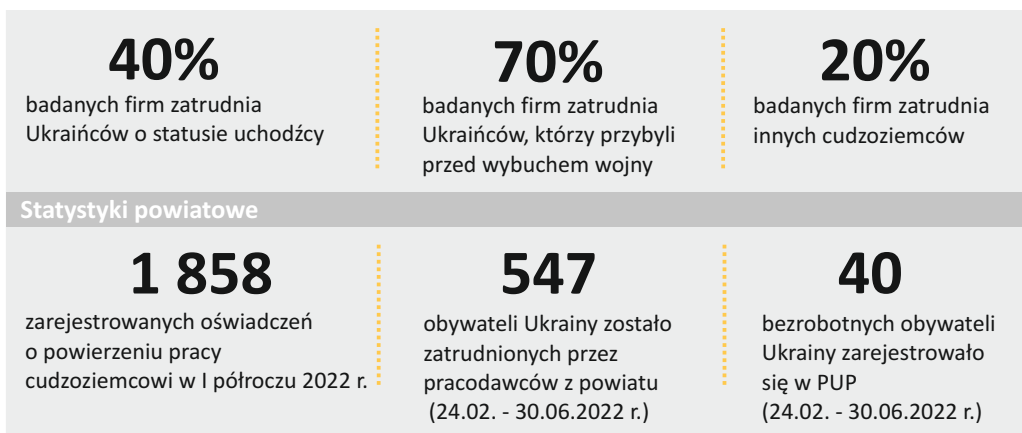 40%
badanych firm zatrudnia
Ukraińców o statusie uchodźcy
70%
badanych firm zatrudnia
Ukraińców, którzy przybyli
przed wybuchem wojny
20%
badanych firm zatrudnia
innych cudzoziemców
Statystyki powiatowe
1 858
zarejestrowanych oświadczeń
o powierzeniu pracy
cudzoziemcowi w I półroczu 2022 r.
547
obywateli Ukrainy zostało
zatrudnionych przez
pracodawców z powiatu
(24.02. - 30.06.2022 r.)
40
bezrobotnych obywateli
Ukrainy zarejestrowało
się w PUP
(24.02. - 30.06.2022 r.)